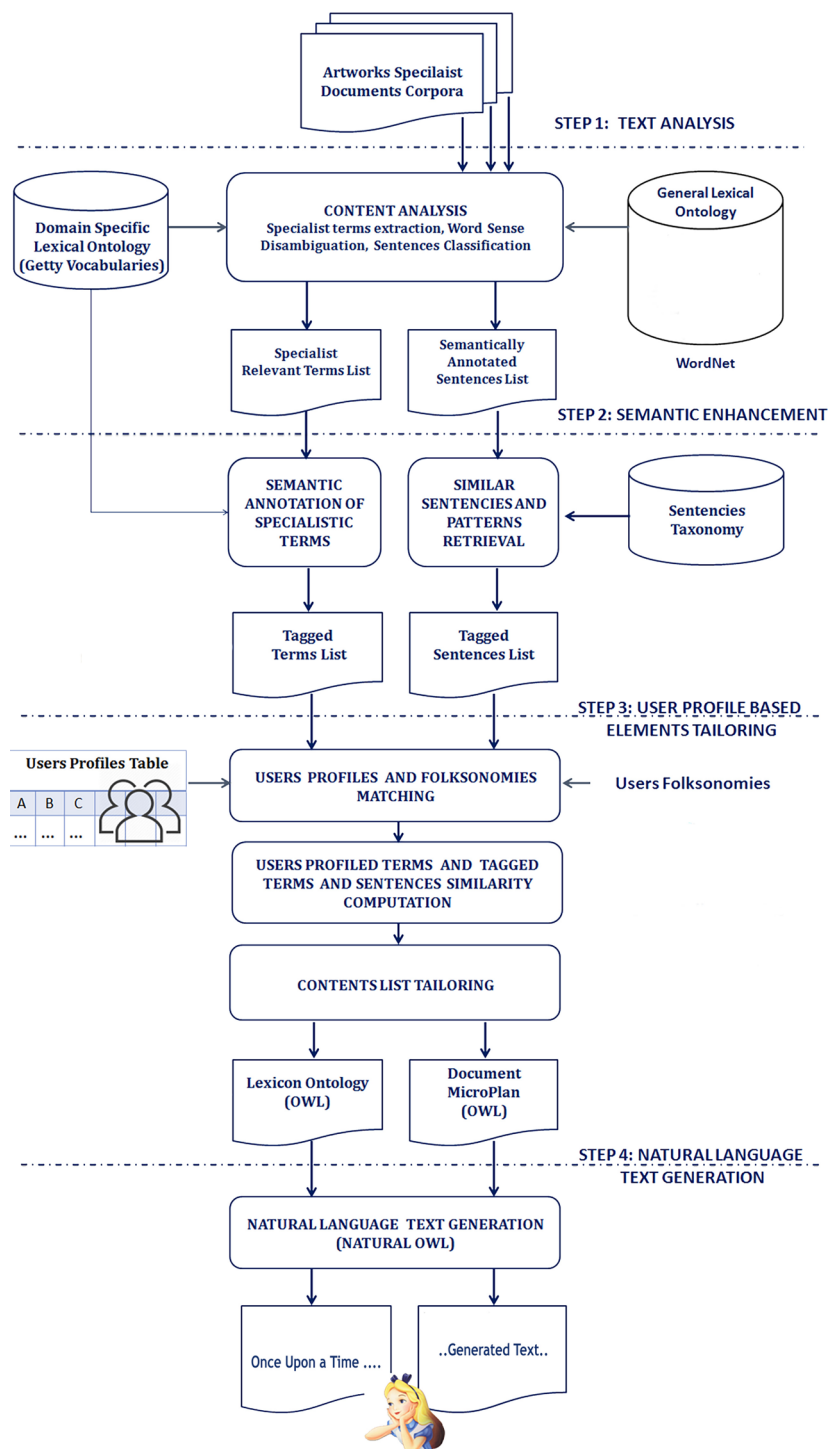 Artworks Specilaist
Documents Corpora
STEP 1: TEXT ANALYSIS
Domain Specific
Lexical Ontology
(Getty Vocabularies)
CONTENT ANALYSIS
Specialist terms extraction, Word Sense
Disambiguation, Sentences Classification
General Lexical
Ontology
WordNet
Specialist
Relevant Terms List
Semantically
Annotated
Sentences List
STEP 2: SEMANTIC ENHANCEMENT
SEMANTIC
ANNOTATION OF
SPECIALISTIC
TERMS
SIMILAR
SENTENCIES AND
PATTERNS
RETRIEVAL
Sentencies
Taxonomy
Tagged
Terms List
Tagged
Sentences List
STEP 3: USER PROFILE BASED
ELEMENTS TAILORING
Users Profiles Table
A B C
... ... ...
USERS PROFILES AND FOLKSONOMIES
MATCHING
Users Folksonomies
USERS PROFILED TERMS AND TAGGED
TERMS AND SENTENCES SIMILARITY
COMPUTATION
CONTENTS LIST TAILORING
Lexicon Ontology
(OWL)
Document
MicroPlan
(OWL)
STEP 4: NATURAL LANGUAGE
TEXT GENERATION
NATURAL LANGUAGE TEXT GENERATION
(NATURAL OWL)
Once Upon a Time ....
..Generated Text..